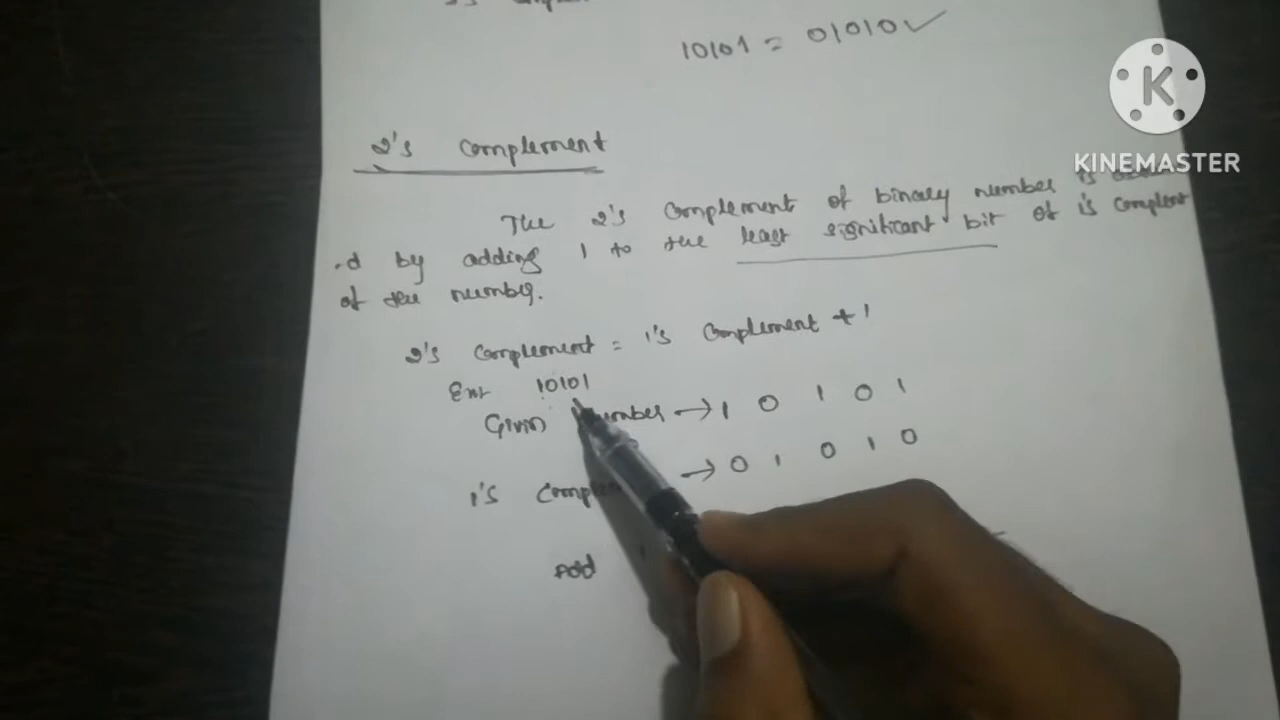 10101 = 01010 ✓
KINEMASTER
2's complement
The 2's complement of binary number is
.d by adding 1 to the least significant bit of 1's complent
of the number.
2's complement = 1's complement + 1
10101
Given number → 1 0 1 0 1
1's → 0 1 0 1 0
Add